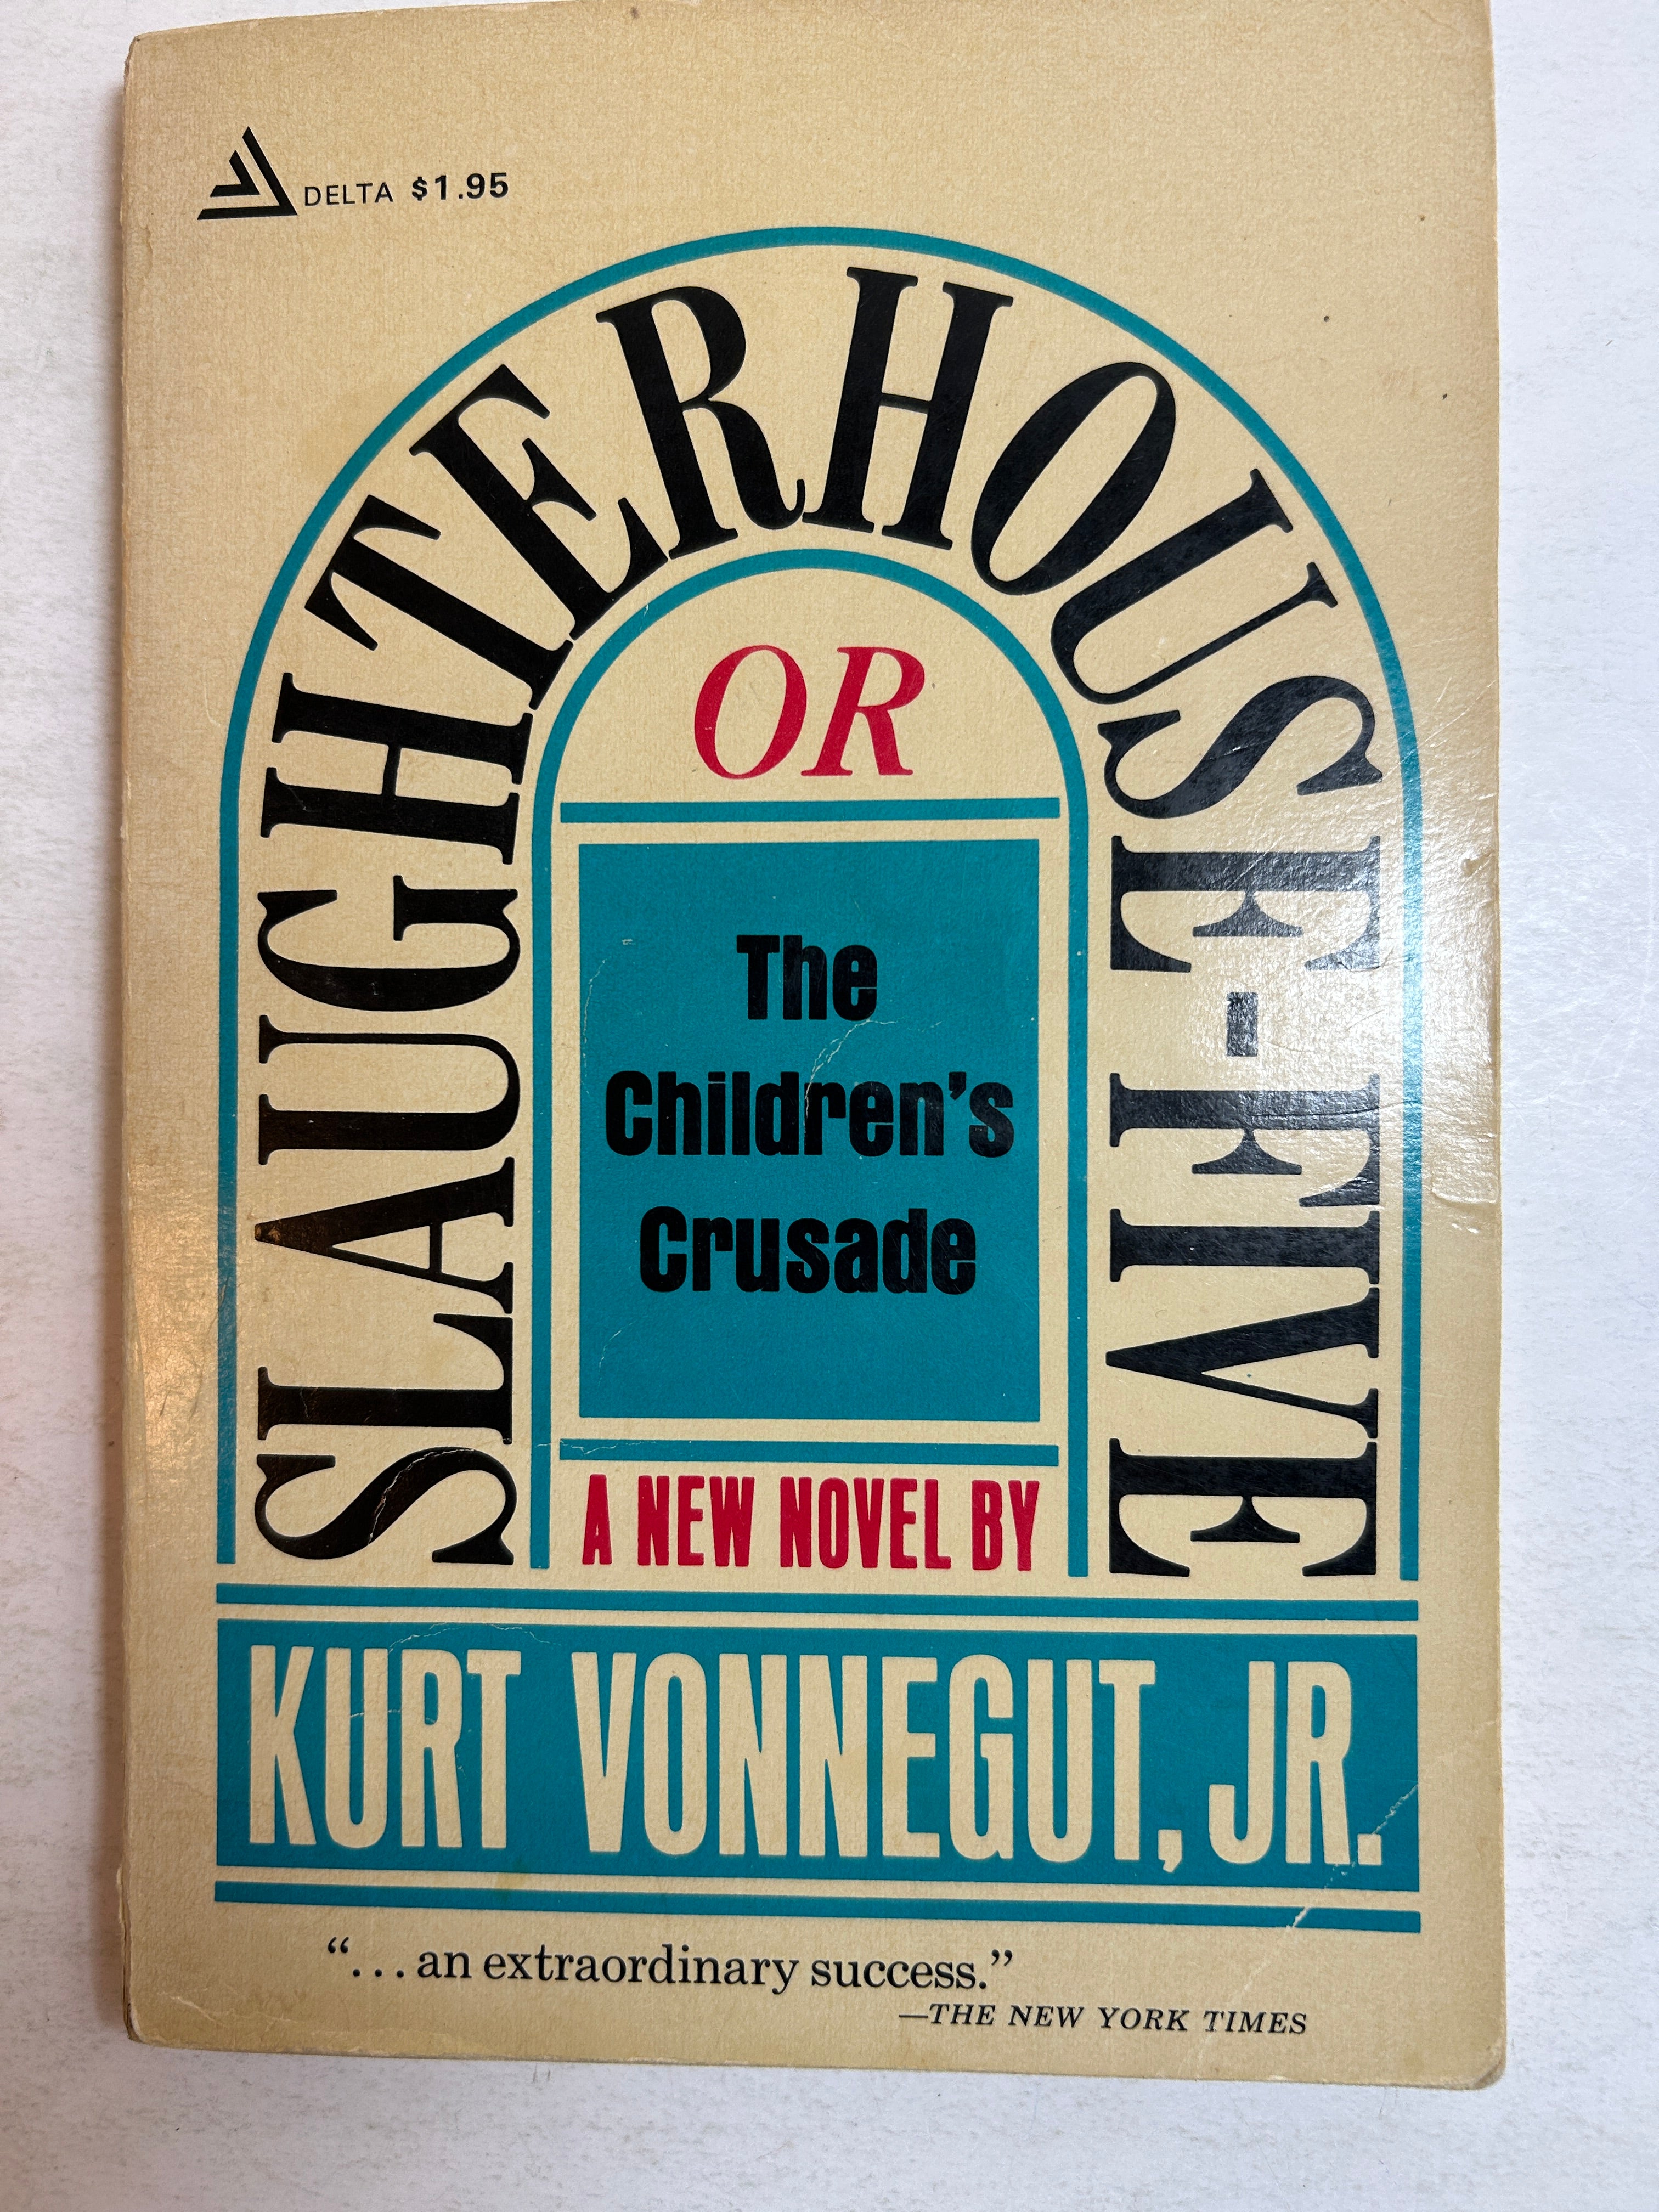 DELTA $1.95
SLAUGHTERHOUSE-FIVE
OR
The
Children’s
Crusade
A NEW NOVEL BY
KURT VONNEGUT, JR.
“...an extraordinary success.”
—THE NEW YORK TIMES